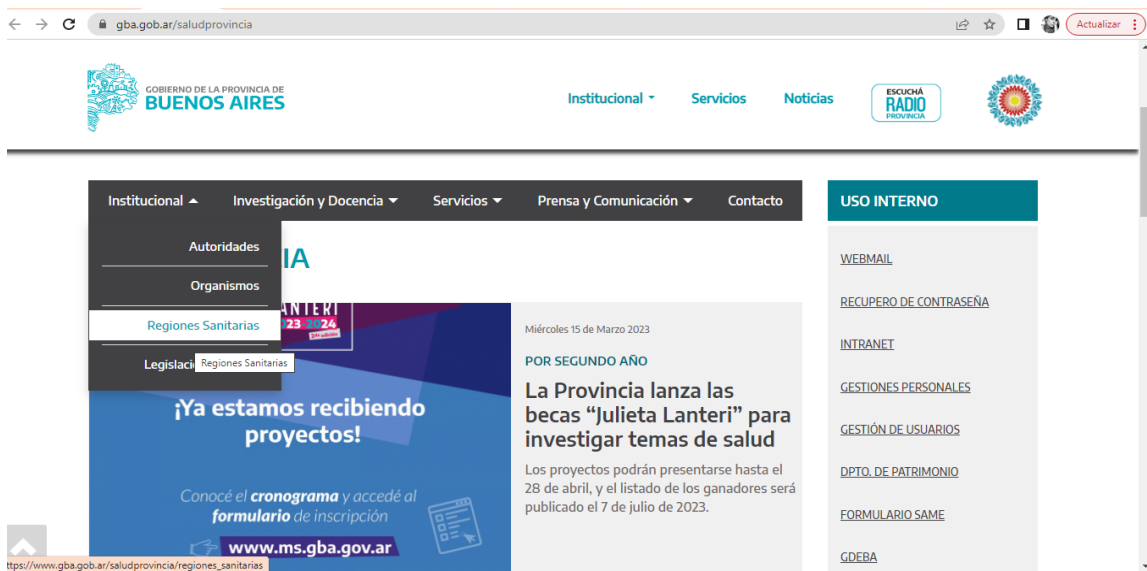 gba.gob.ar/saludprovincia
Actualizar
GOBIERNO DE LA PROVINCIA DE
BUENOS AIRES
Institucional
Servicios
Noticias
ESCUCHÁ
RADIO
PROVINCIA
Institucional
Investigación y Docencia
Servicios
Prensa y Comunicación
Contacto
USO INTERNO
Autoridades
Organismos
Regiones Sanitarias
Legislaci
Regiones Sanitarias
IA
ANTERI
23-2024
2da edición
¡Ya estamos recibiendo
proyectos!
Conocé el cronograma y accedé al
formulario de inscripción
www.ms.gba.gov.ar
Miércoles 15 de Marzo 2023
POR SEGUNDO AÑO
La Provincia lanza las
becas “Julieta Lanteri” para
investigar temas de salud
Los proyectos podrán presentarse hasta el
28 de abril, y el listado de los ganadores será
publicado el 7 de julio de 2023.
WEBMAIL
RECUPERO DE CONTRASEÑA
INTRANET
GESTIONES PERSONALES
GESTIÓN DE USUARIOS
DPTO. DE PATRIMONIO
FORMULARIO SAME
GDEBA
ttps://www.gba.gob.ar/saludprovincia/regiones_sanitarias